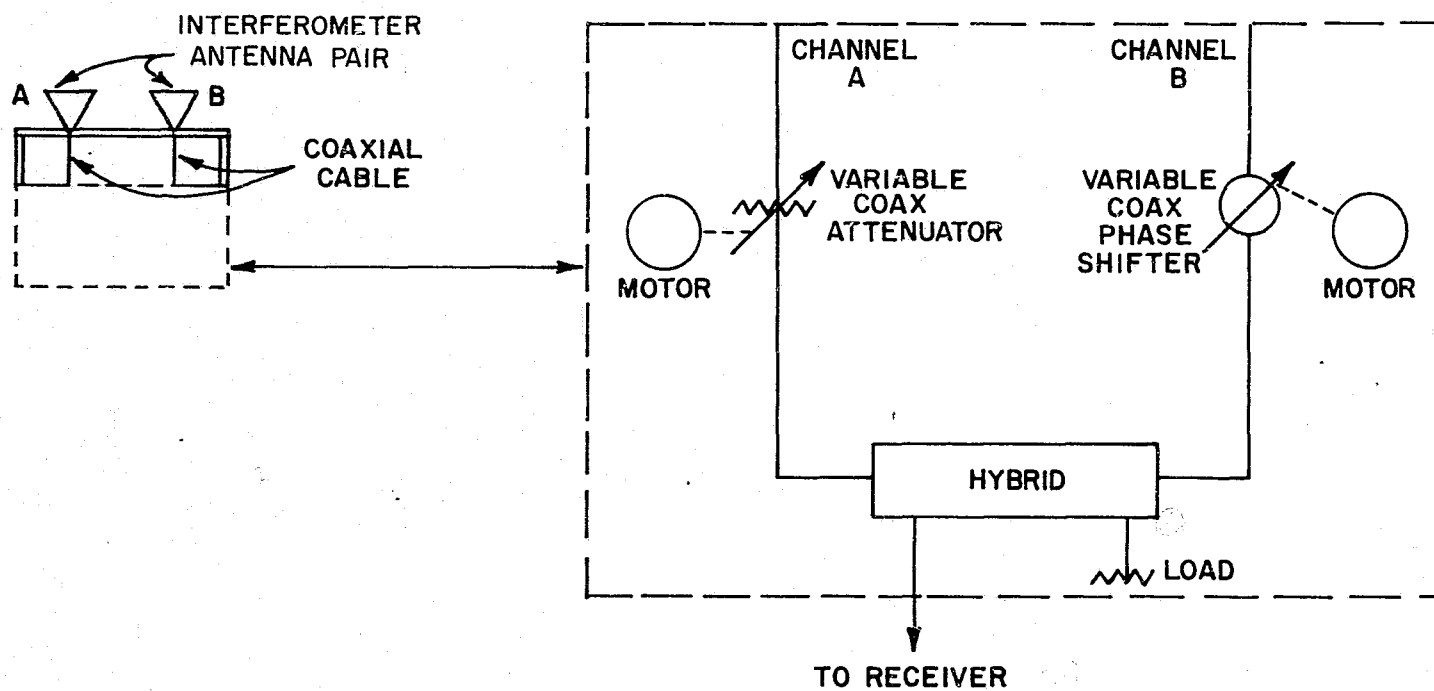 INTERFEROMETER
ANTENNA PAIR
A
B
COAXIAL
CABLE
CHANNEL
A
CHANNEL
B
VARIABLE
COAX
ATTENUATOR
MOTOR
VARIABLE
COAX
PHASE
SHIFTER
MOTOR
HYBRID
LOAD
TO RECEIVER